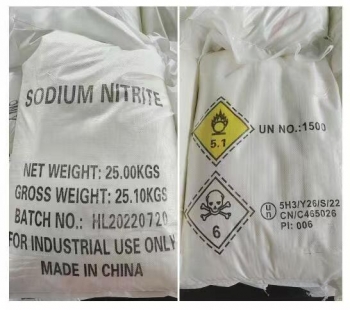 SODIUM NITRITE
NET WEIGHT: 25.00KGS
GROSS WEIGHT: 25.10KGS
BATCH NO.: HL20220720
FOR INDUSTRIAL USE ONLY
MADE IN CHINA
5.1
UN NO.:1500
6
un
5H3/Y26/S/22
CN/C465026
PI: 006